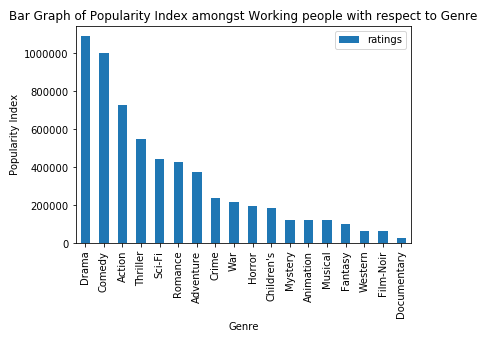 Bar Graph of Popularity Index amongst Working people with respect to Genre
ratings
Popularity Index
1000000
800000
600000
400000
200000
0
Drama
Comedy
Action
Thriller
Sci-Fi
Romance
Adventure
Crime
War
Horror
Children's
Mystery
Animation
Musical
Fantasy
Western
Film-Noir
Documentary
Genre